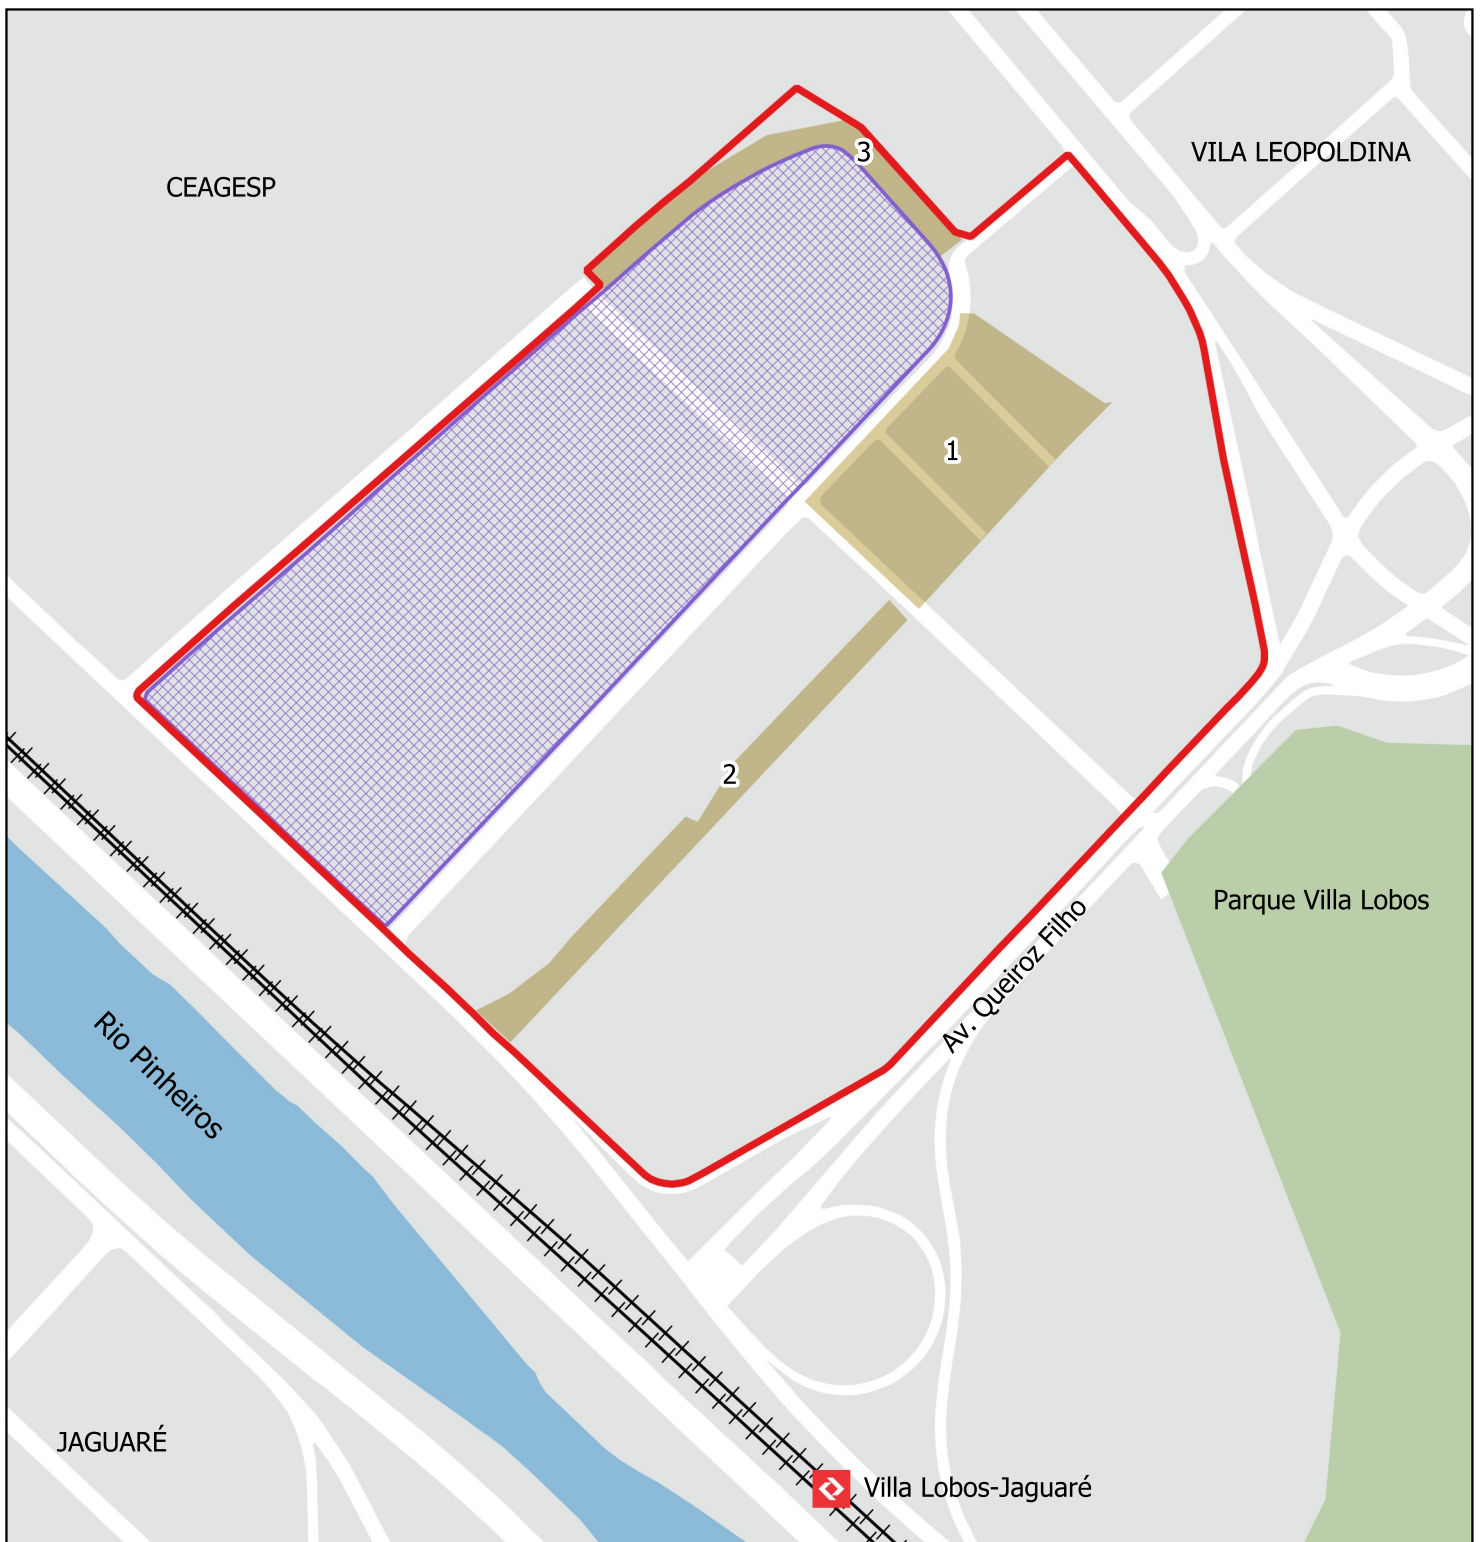 VILA LEOPOLDINA
3
CEAGESP
1
2
Parque Villa Lobos
Av. Queiroz Filho
Rio Pinheiros
JAGUARÉ
Villa Lobos-Jaguaré